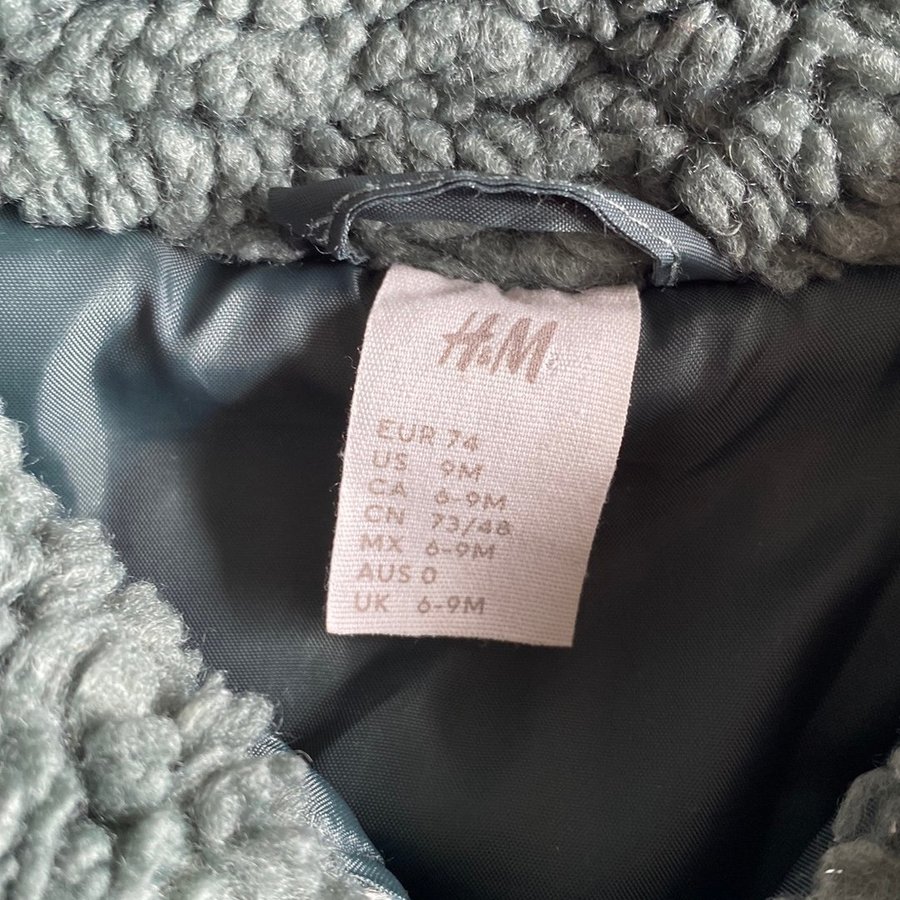 H&M
EUR 74
US 9M
CA 6-9M
CN 73/48
MX 6-9M
AUS 0
UK 6-9M